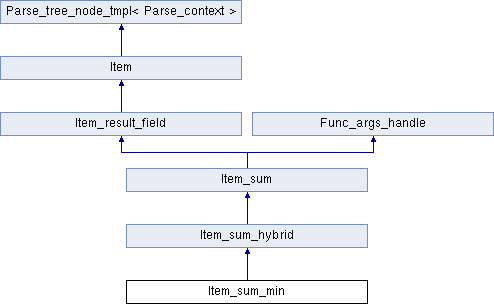 Parse_tree_node_tmpl< Parse_context >
Item
Item_result_field
Func_args_handle
Item_sum
Item_sum_hybrid
Item_sum_min